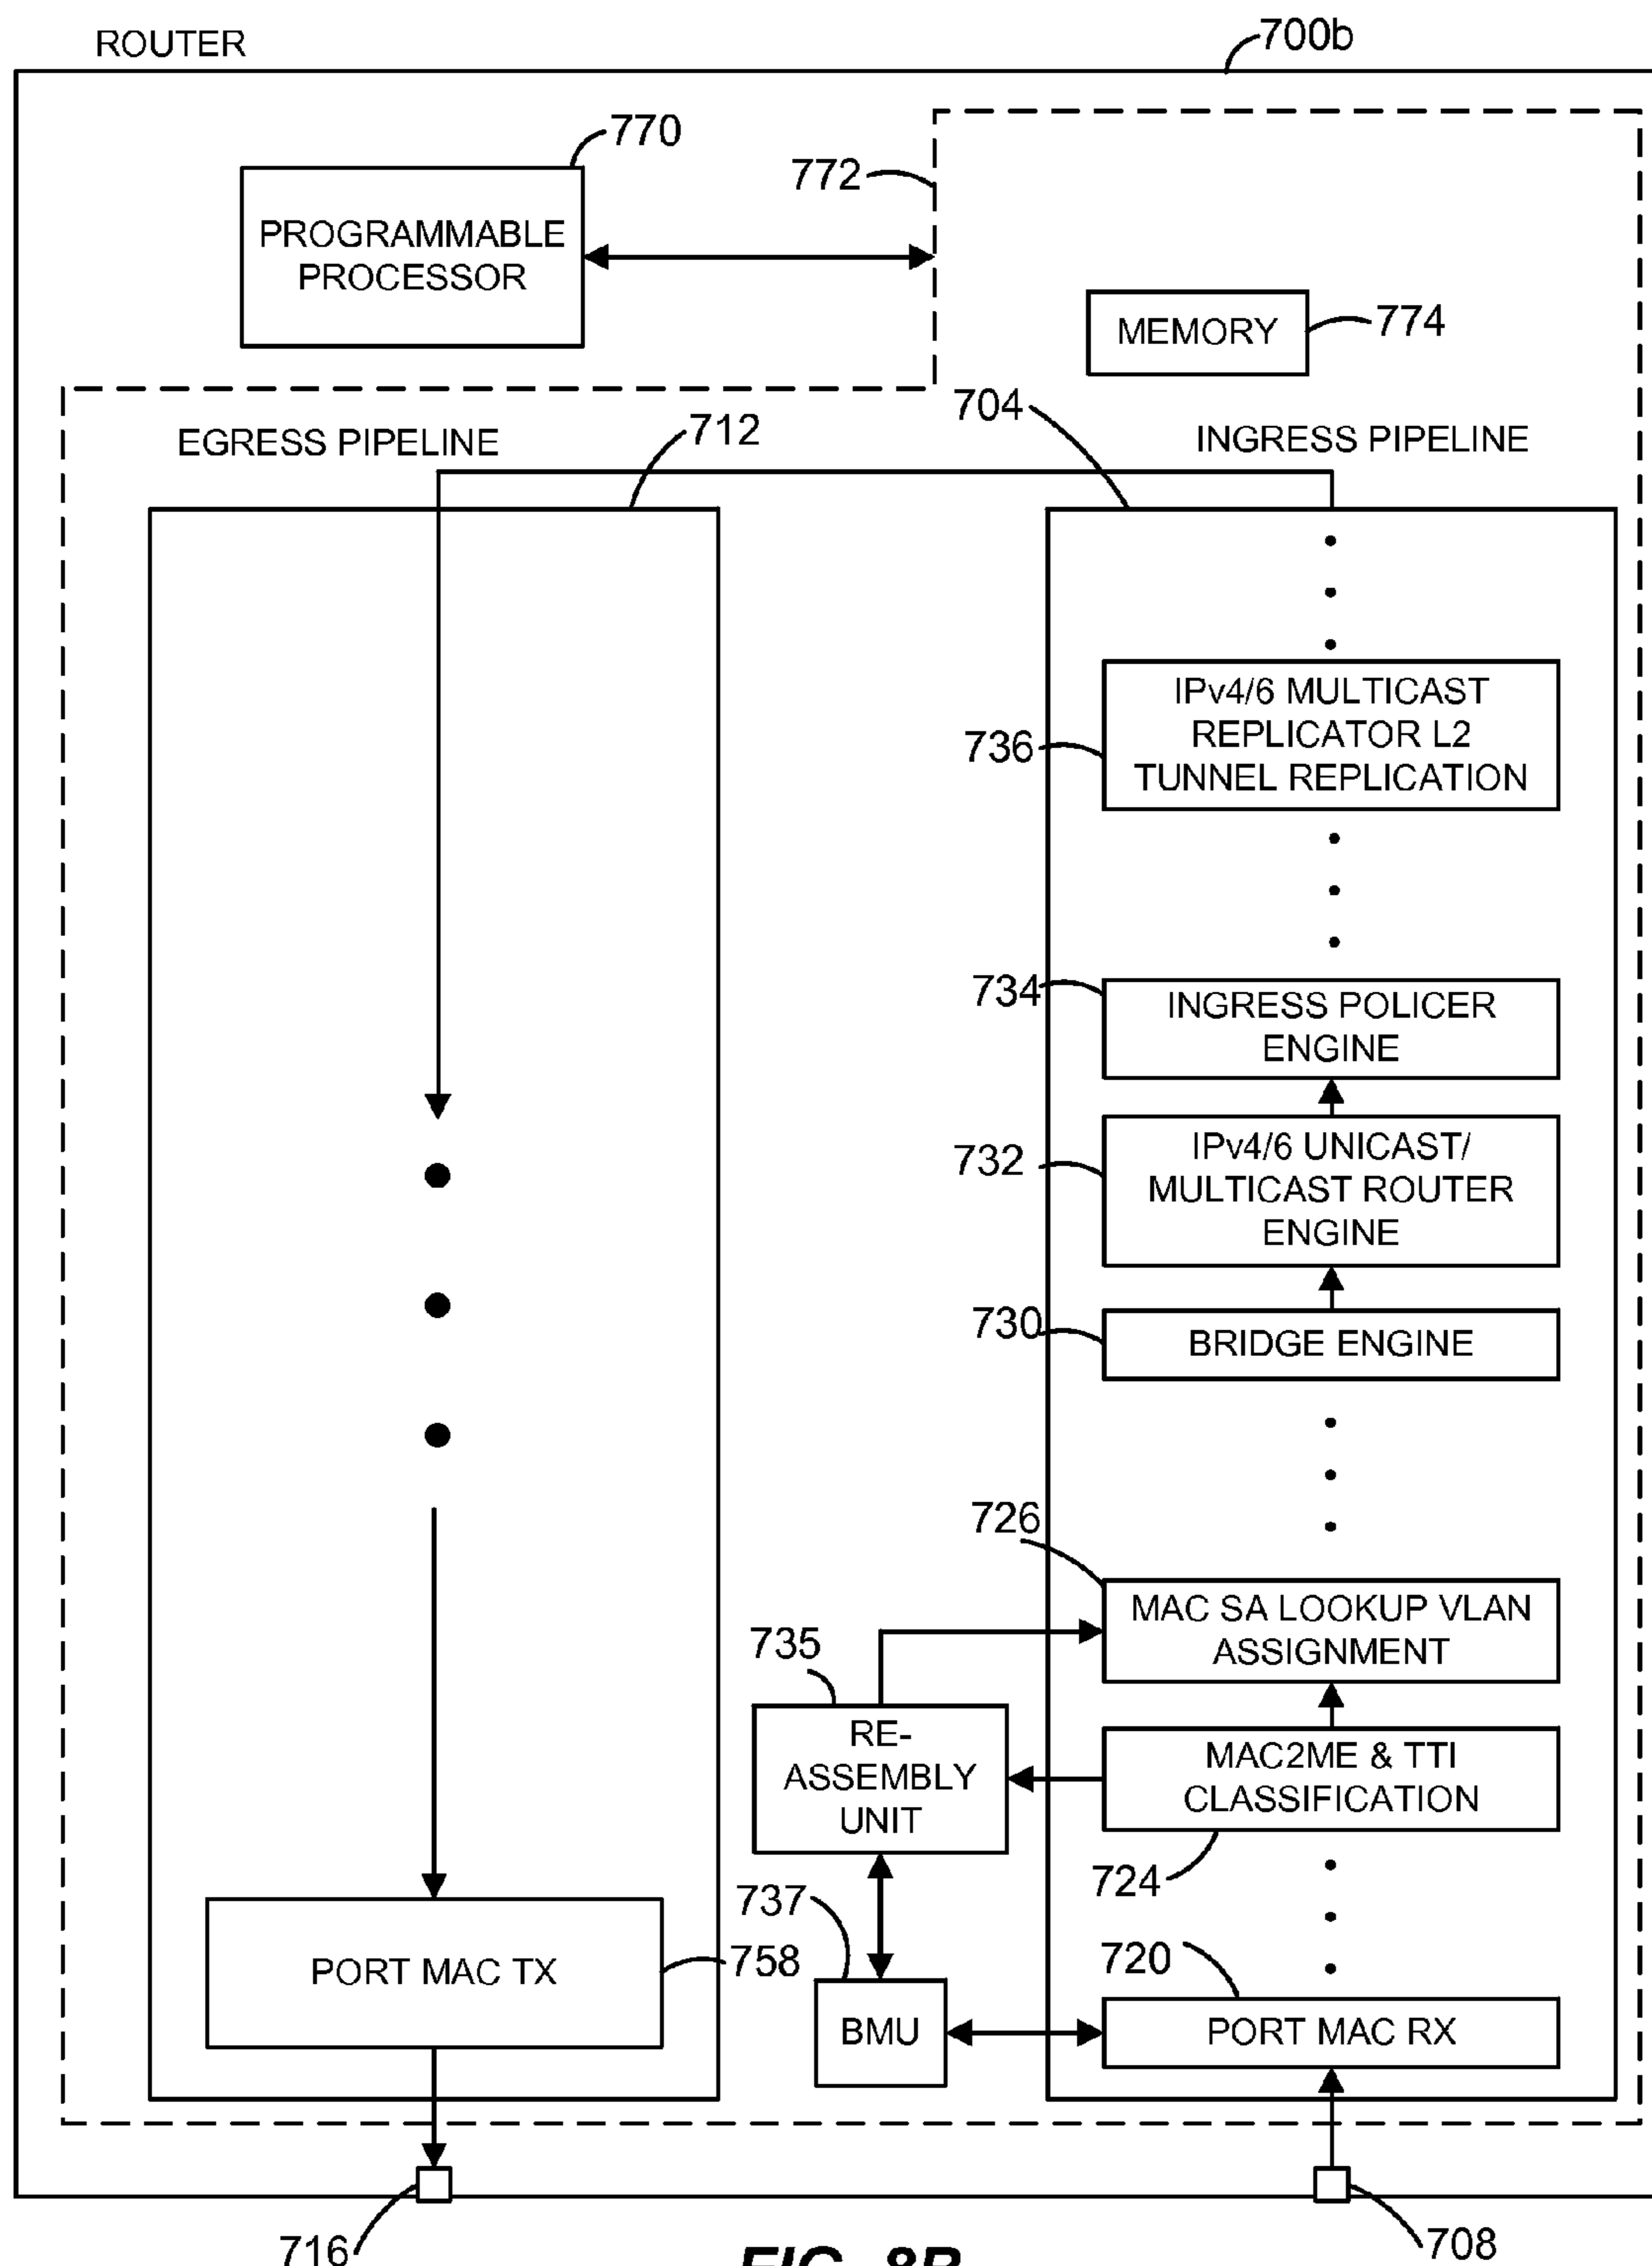 ROUTER
700b
770
772
PROGRAMMABLE
PROCESSOR
MEMORY
774
704
EGRESS PIPELINE
712
INGRESS PIPELINE
IPv4/6 MULTICAST
REPLICATOR L2
TUNNEL REPLICATION
736
734
INGRESS POLICER
ENGINE
732
IPv4/6 UNICAST/
MULTICAST ROUTER
ENGINE
730
BRIDGE ENGINE
726
MAC SA LOOKUP VLAN
ASSIGNMENT
735
RE-
ASSEMBLY
UNIT
MAC2ME & TTI
CLASSIFICATION
724
737
720
PORT MAC TX
758
BMU
PORT MAC RX
716
708
FIG. 8B